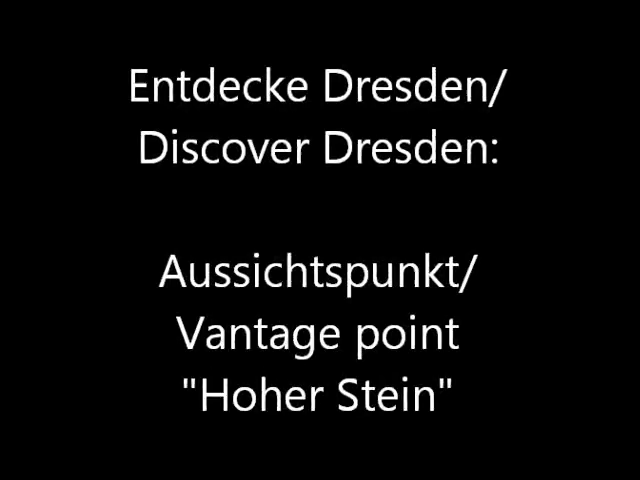 Entdecke Dresden/
Discover Dresden:
Aussichtspunkt/
Vantage point
"Hoher Stein"